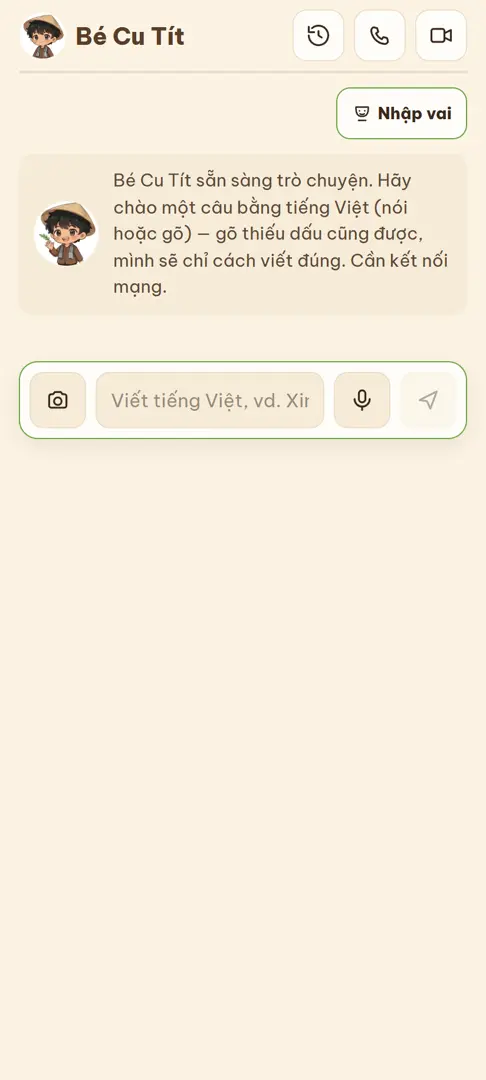 Bé Cu Tít
Nhập vai
Bé Cu Tít sẵn sàng trò chuyện. Hãy
chào một câu bằng tiếng Việt (nói
hoặc gõ) – gõ thiếu dấu cũng được,
mình sẽ chỉ cách viết đúng. Cần kết nối
mạng.
Viết tiếng Việt, vd. Xin